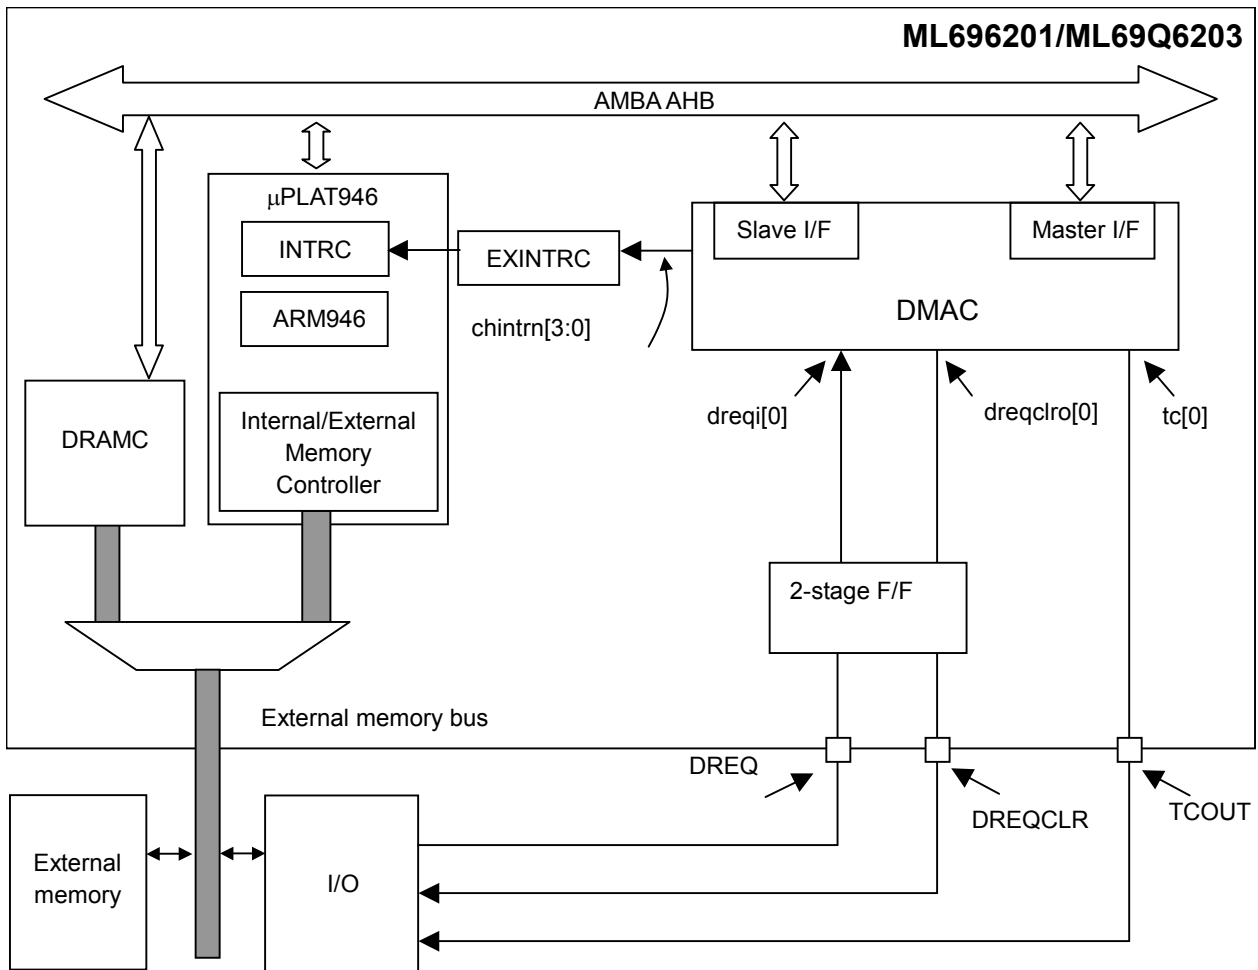 ML696201/ML69Q6203
AMBA AHB
μPLAT946
INTRC
ARM946
Internal/External
Memory
Controller
EXINTRC
chintrn[3:0]
Slave I/F
Master I/F
DMAC
DRAMC
dreqi[0]
dreqclro[0]
tc[0]
2-stage F/F
External memory bus
DREQ
DREQCLR
TCOUT
External
memory
I/O